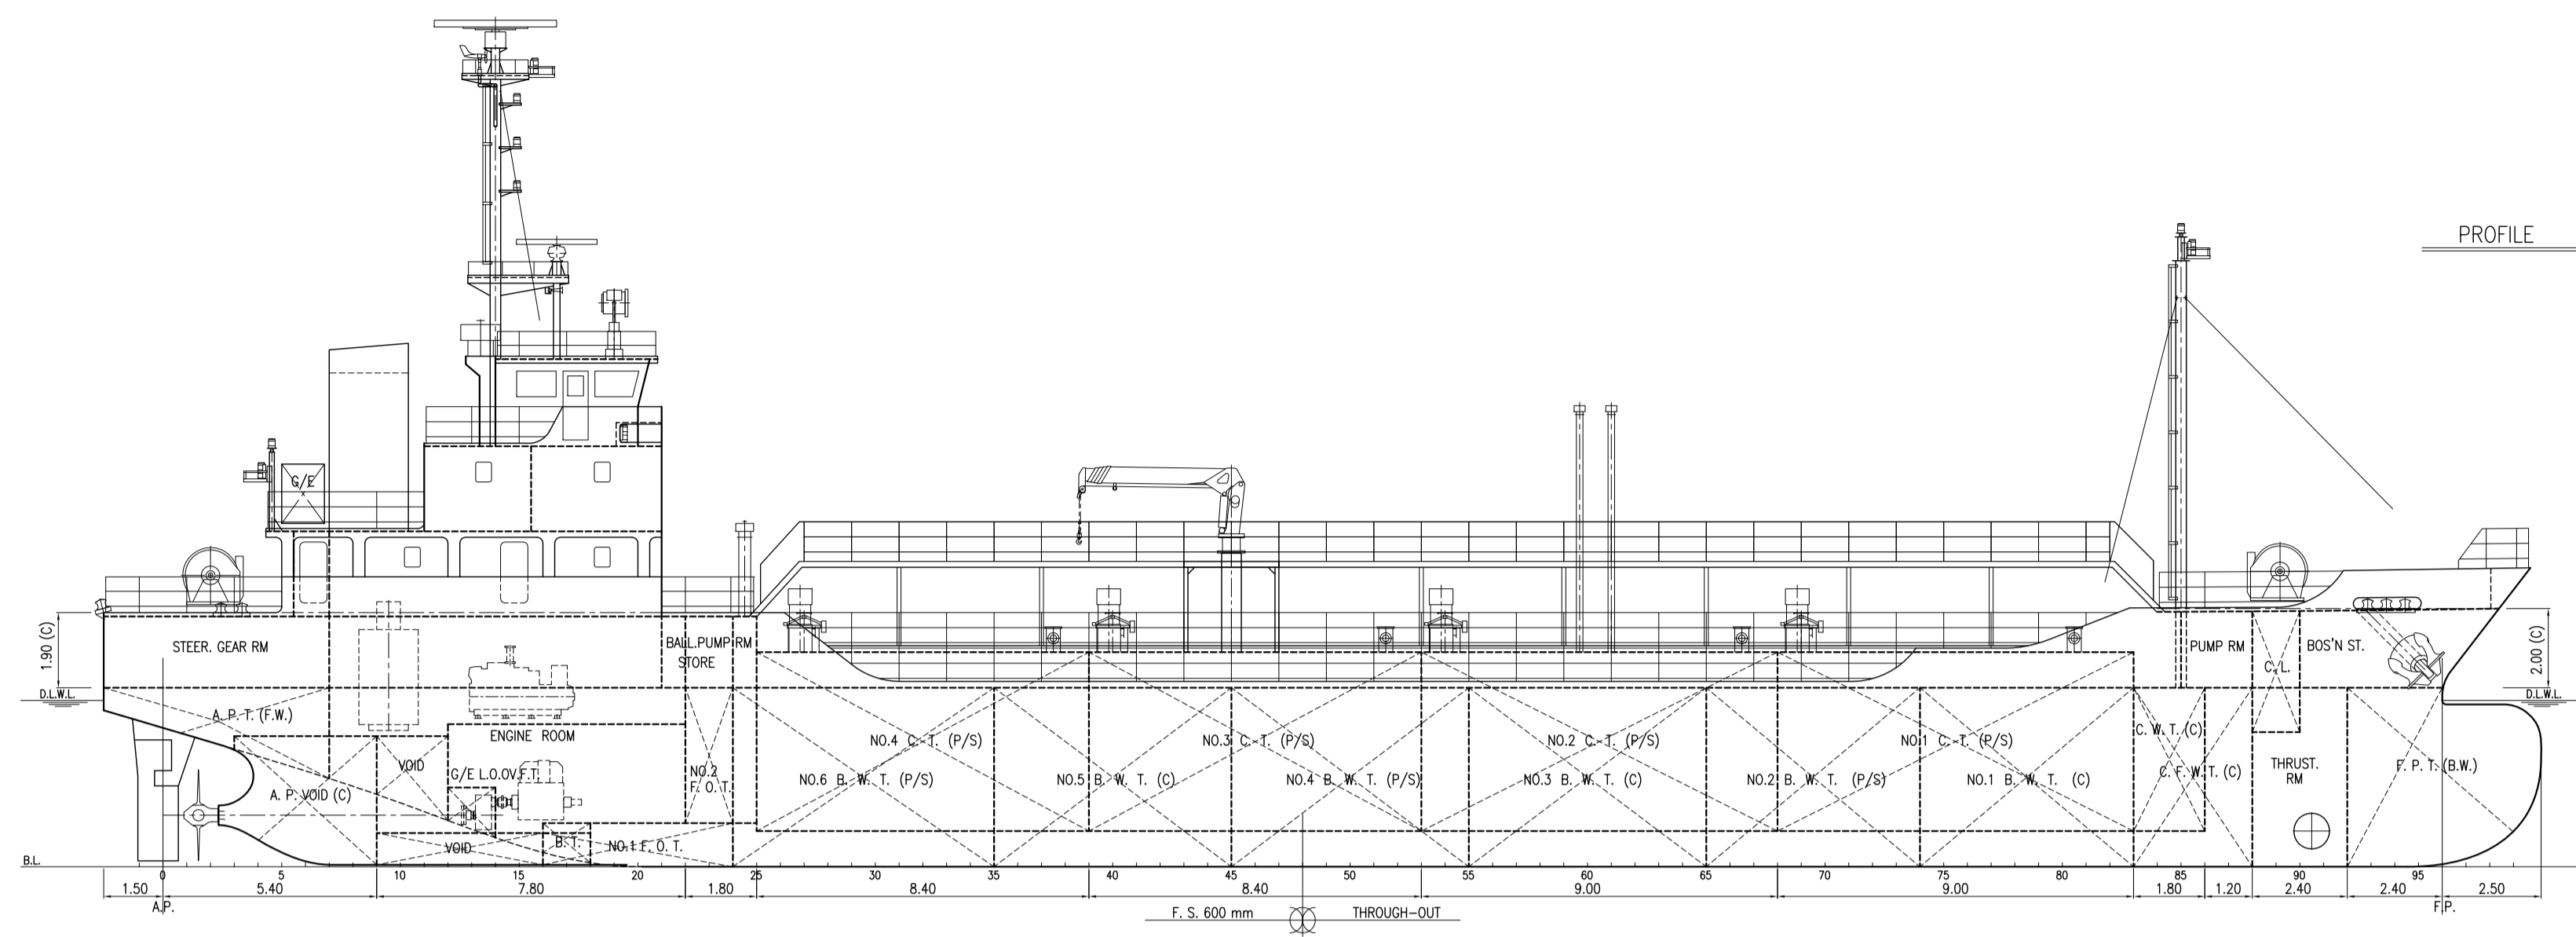 PROFILE
G/E
1.90 (C)
STEER. GEAR RM
BALL.PUMP RM
STORE
PUMP RM
C. L.
BOS'N ST.
2.00 (C)
D.L.W.L.
D.L.W.L.
A. P. T. (F.W.)
ENGINE ROOM
NO.4 C. T. (P/S)
NO.3 C. T. (P/S)
NO.2 C. T. (P/S)
NO.1 C. T. (P/S)
C. W. T. (C)
VOID
G/E L.O.OV.F.T.
NO.2
F. O. T.
NO.6 B. W. T. (P/S)
NO.5 B. W. T. (C)
NO.4 B. W. T. (P/S)
NO.3 B. W. T. (C)
NO.2 B. W. T. (P/S)
NO.1 B. W. T. (C)
C. F. W. T. (C)
THRUST.
RM
F. P. T. (B.W.)
A. P. VOID (C)
VOID
B. T.
NO.1 F. O. T.
B.L.
0 5 10 15 20 25 30 35 40 45 50 55 60 65 70 75 80 85 90 95
1.50 5.40 7.80 1.80 8.40 8.40 9.00 9.00 1.80 1.20 2.40 2.40 2.50
A.P.
F.P.
F. S. 600 mm THROUGH-OUT